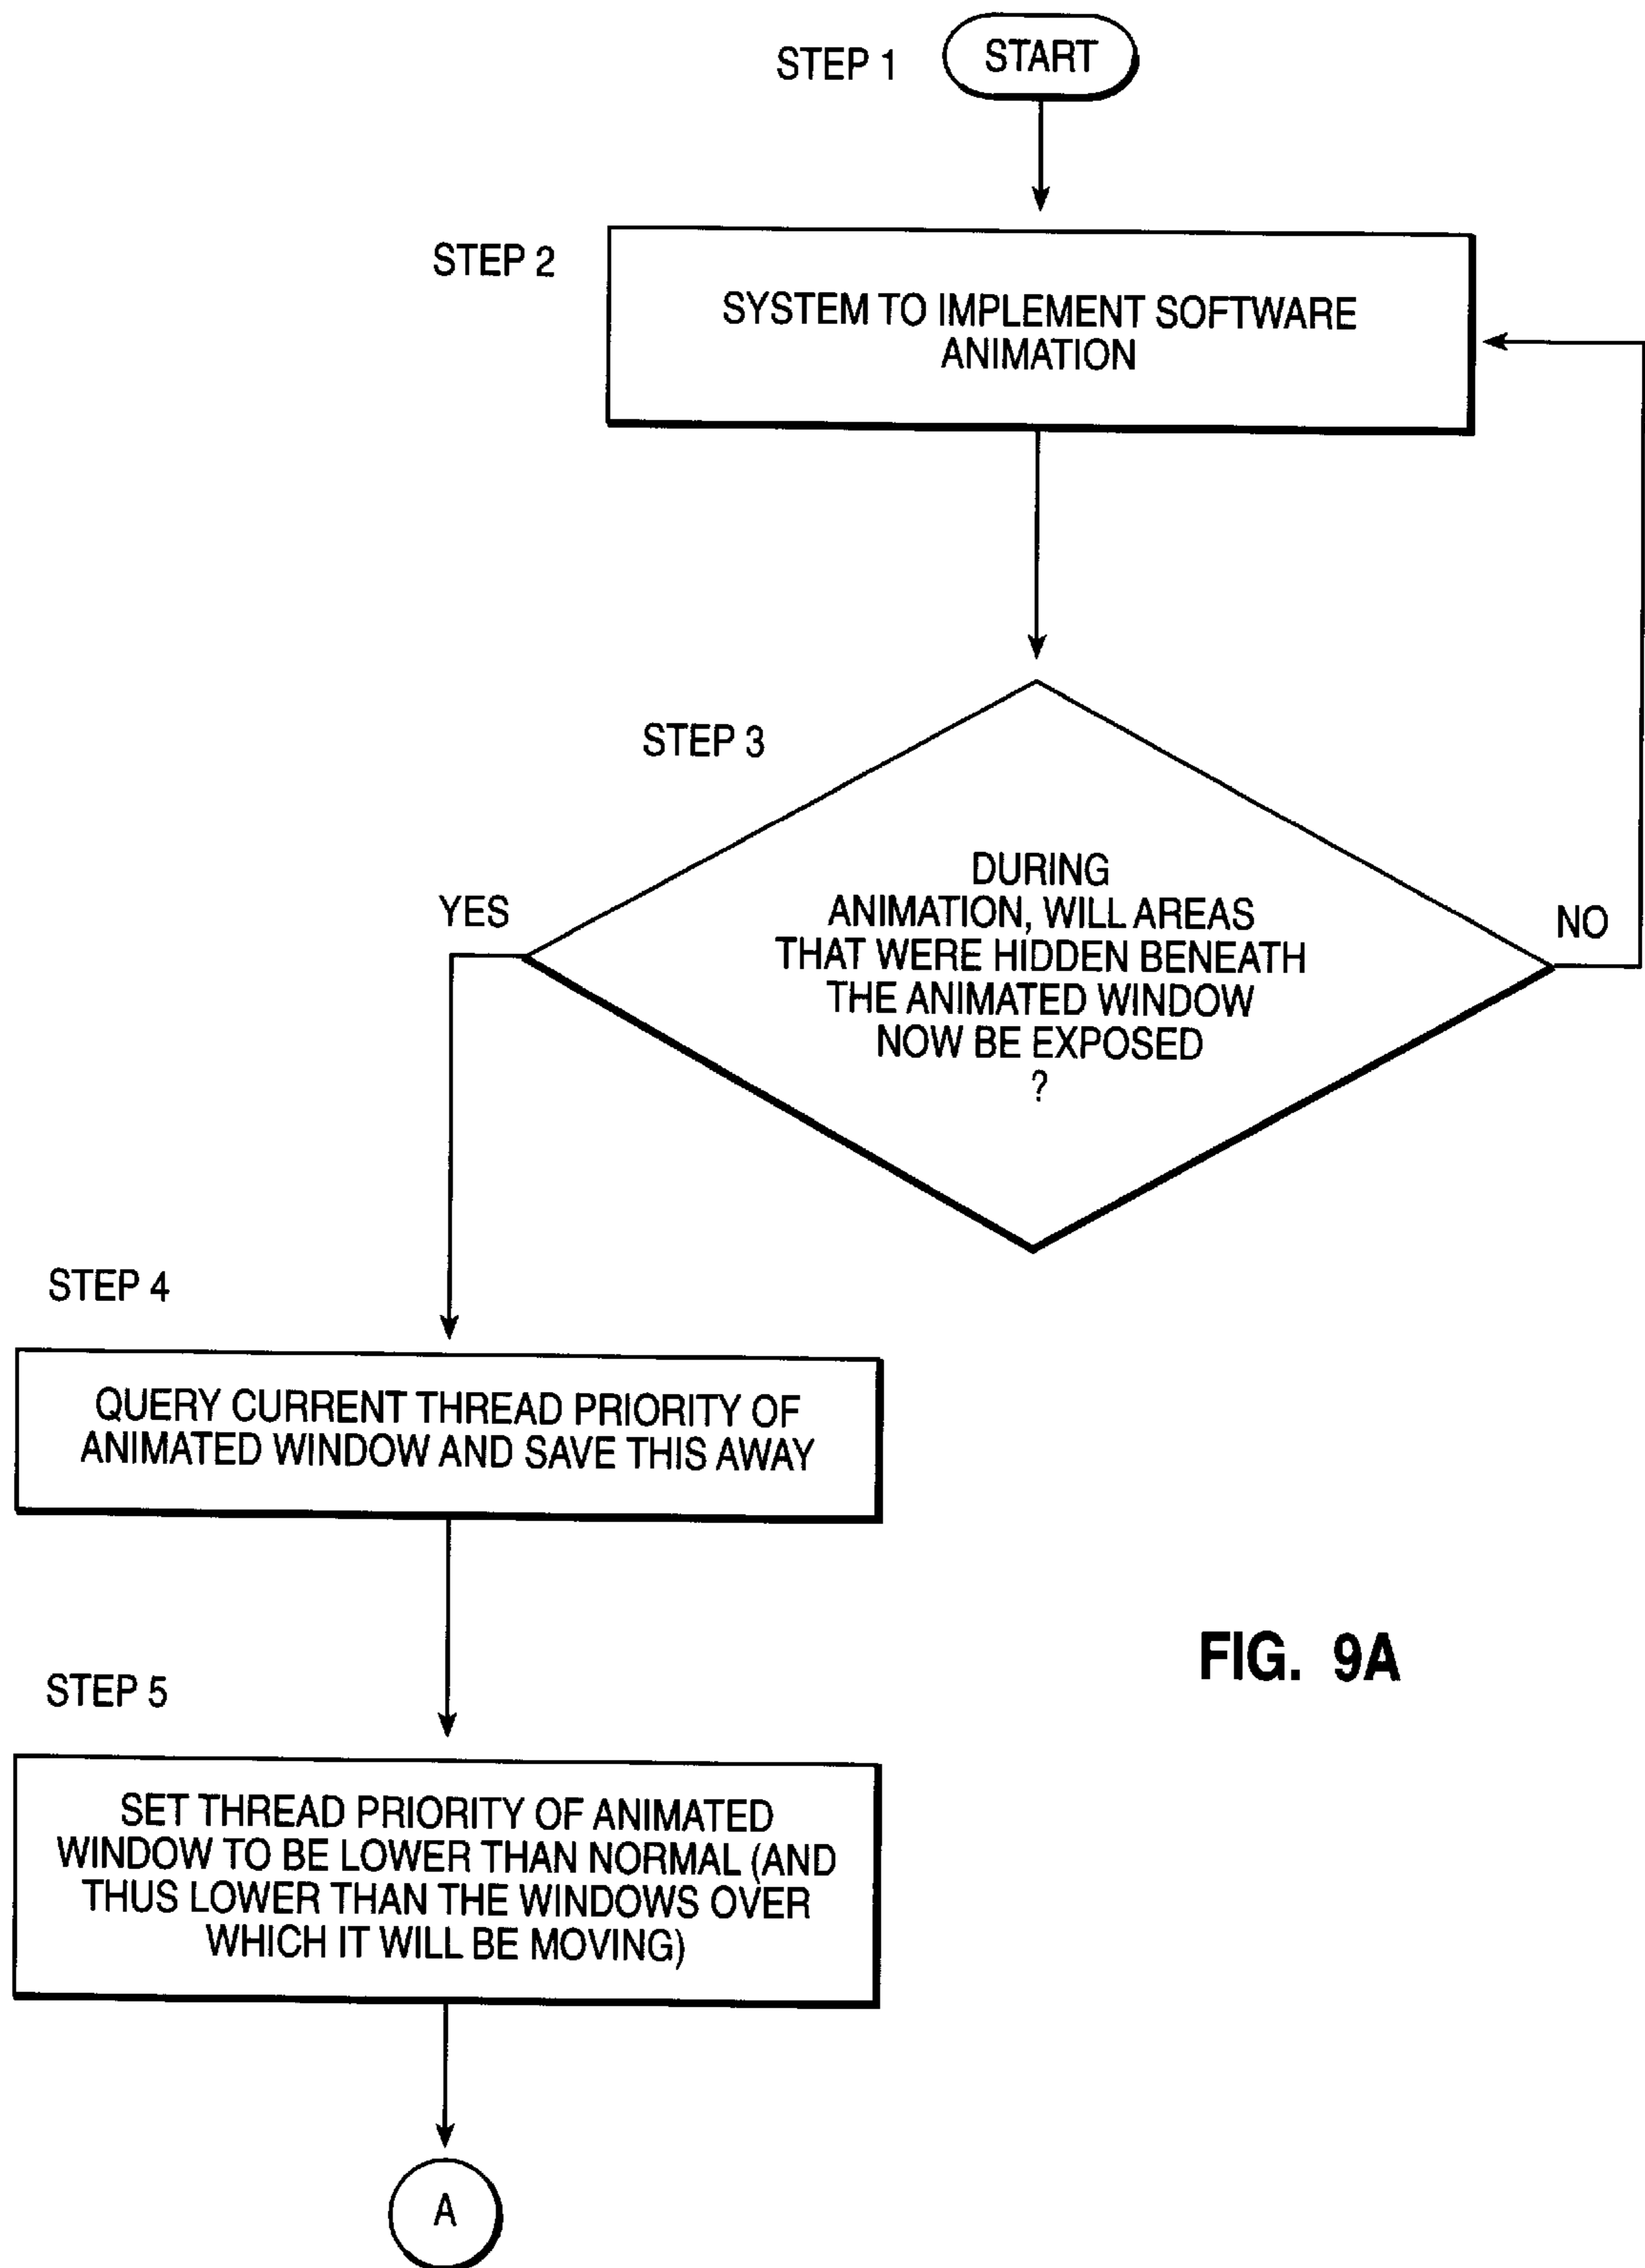 STEP 1
START
STEP 2
SYSTEM TO IMPLEMENT SOFTWARE
ANIMATION
STEP 3
DURING
ANIMATION, WILL AREAS
THAT WERE HIDDEN BENEATH
THE ANIMATED WINDOW
NOW BE EXPOSED
?
YES
NO
STEP 4
QUERY CURRENT THREAD PRIORITY OF
ANIMATED WINDOW AND SAVE THIS AWAY
STEP 5
SET THREAD PRIORITY OF ANIMATED
WINDOW TO BE LOWER THAN NORMAL (AND
THUS LOWER THAN THE WINDOWS OVER
WHICH IT WILL BE MOVING)
A
FIG. 9A